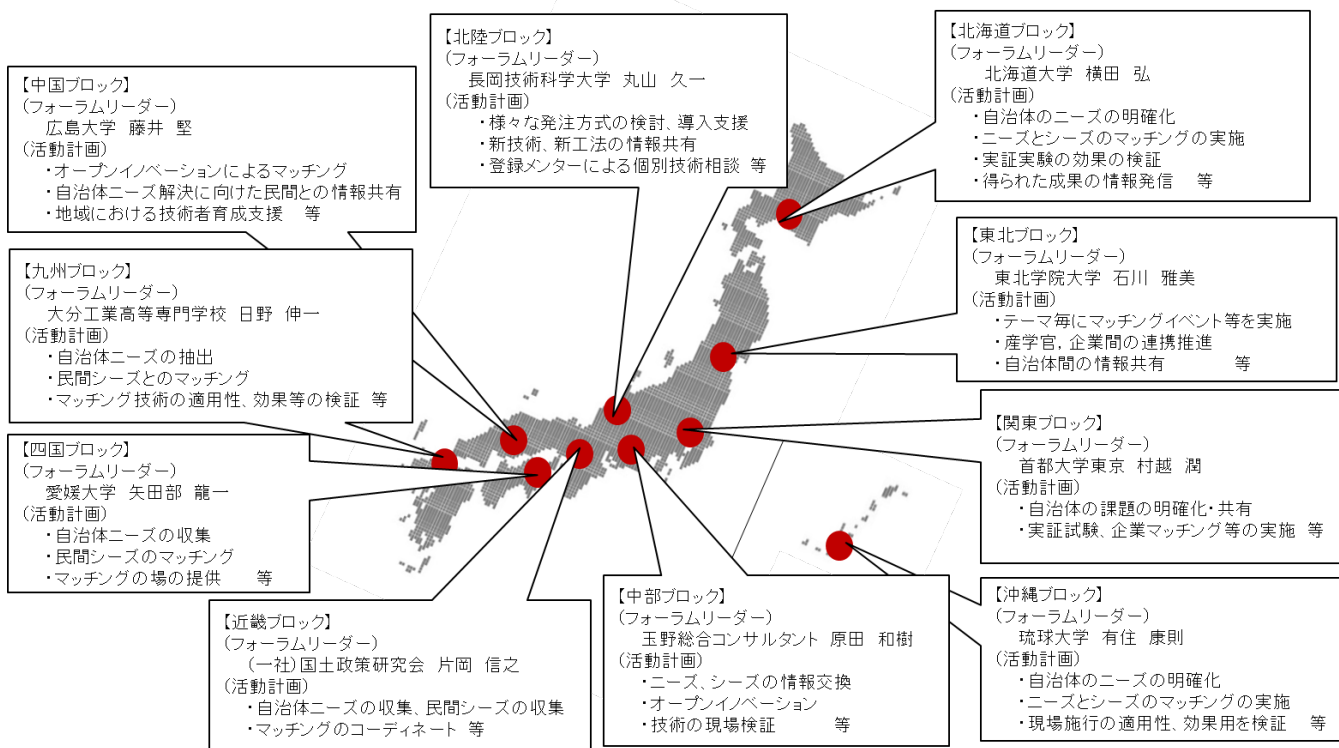 【中国ブロック】
(フォーラムリーダー)
広島大学 藤井 堅
(活動計画)
・オープンイノベーションによるマッチング
・自治体ニーズ解決に向けた民間との情報共有
・地域における技術者育成支援 等
【北陸ブロック】
(フォーラムリーダー)
長岡技術科学大学 丸山 久一
(活動計画)
・様々な発注方式の検討、導入支援
・新技術、新工法の情報共有
・登録メンターによる個別技術相談 等
【北海道ブロック】
(フォーラムリーダー)
北海道大学 横田 弘
(活動計画)
・自治体のニーズの明確化
・ニーズとシーズのマッチングの実施
・実証実験の効果の検証
・得られた成果の情報発信 等
【九州ブロック】
(フォーラムリーダー)
大分工業高等専門学校 日野 伸一
(活動計画)
・自治体ニーズの抽出
・民間シーズとのマッチング
・マッチング技術の適用性、効果等の検証 等
【東北ブロック】
(フォーラムリーダー)
東北学院大学 石川 雅美
(活動計画)
・テーマ毎にマッチングイベント等を実施
・産学官，企業間の連携推進
・自治体間の情報共有 等
【四国ブロック】
(フォーラムリーダー)
愛媛大学 矢田部 龍一
(活動計画)
・自治体ニーズの収集
・民間シーズのマッチング
・マッチングの場の提供 等
【関東ブロック】
(フォーラムリーダー)
首都大学東京 村越 潤
(活動計画)
・自治体の課題の明確化・共有
・実証試験、企業マッチング等の実施 等
【近畿ブロック】
(フォーラムリーダー)
(一社)国土政策研究会 片岡 信之
(活動計画)
・自治体ニーズの収集、民間シーズの収集
・マッチングのコーディネート 等
【中部ブロック】
(フォーラムリーダー)
玉野総合コンサルタント 原田 和樹
(活動計画)
・ニーズ、シーズの情報交換
・オープンイノベーション
・技術の現場検証 等
【沖縄ブロック】
(フォーラムリーダー)
琉球大学 有住 康則
(活動計画)
・自治体のニーズの明確化
・ニーズとシーズのマッチングの実施
・現場施行の適用性、効果用を検証 等